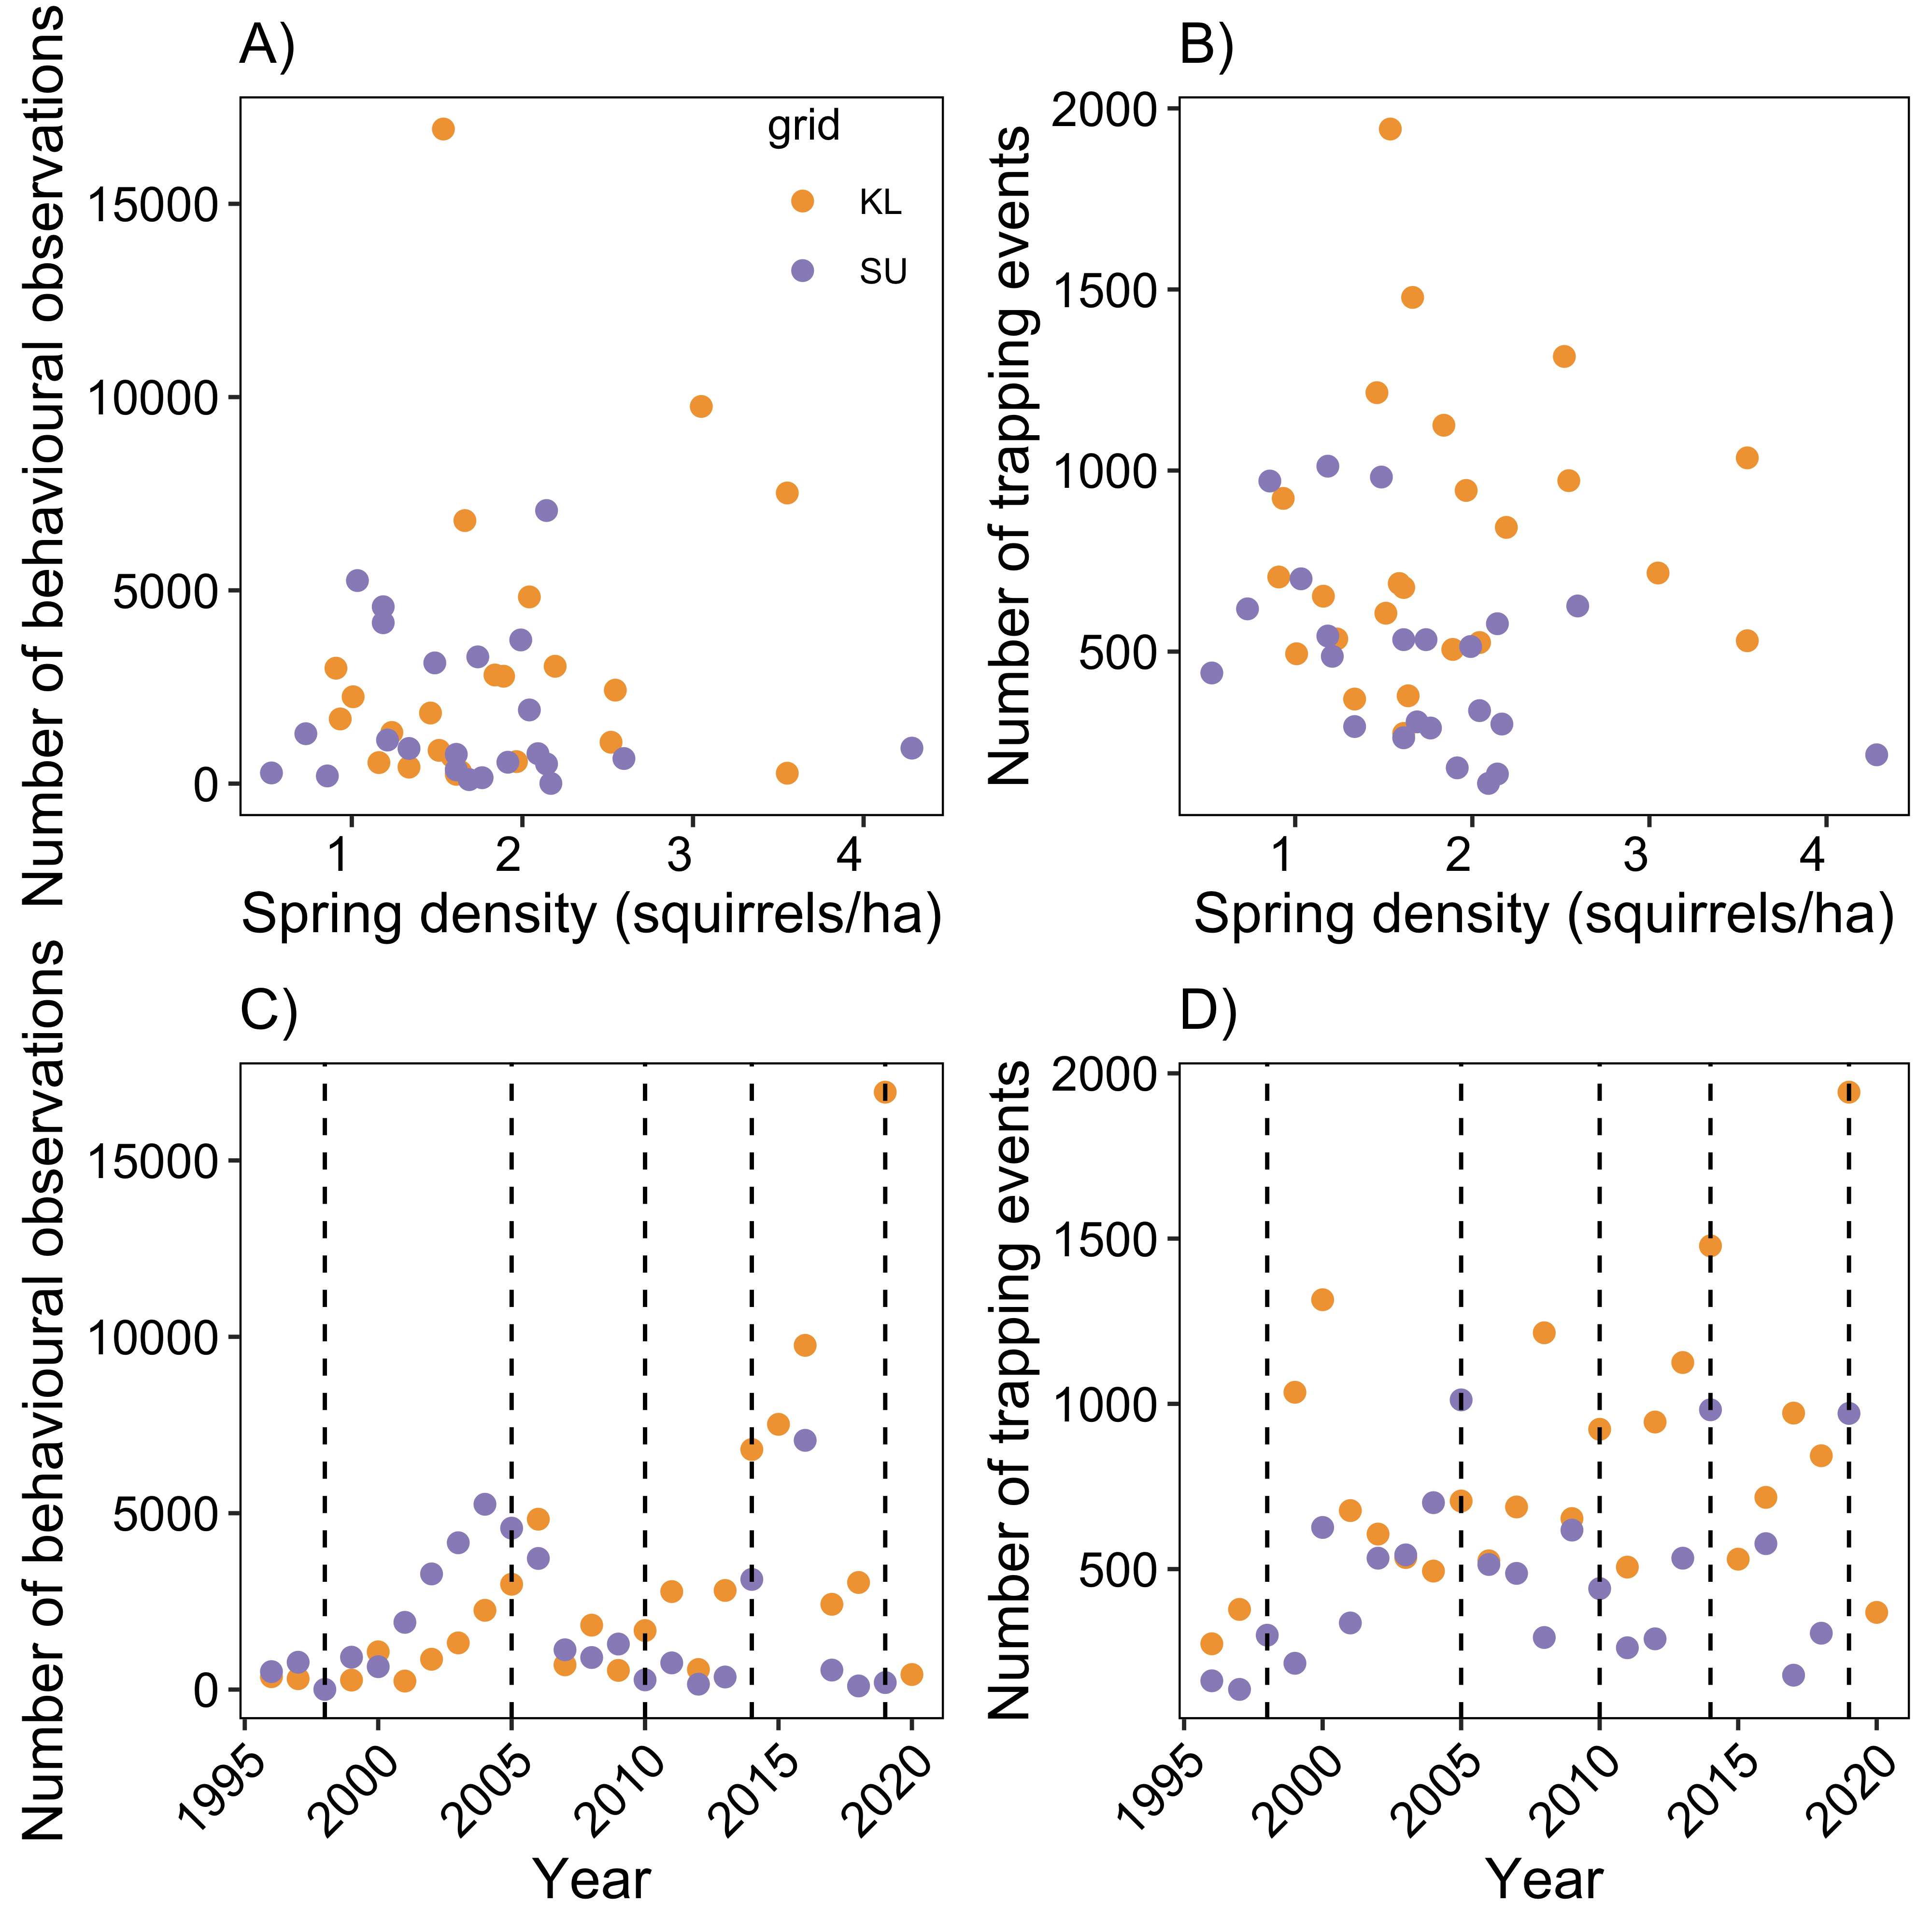 A)
Number of behavioural observations
15000
10000
5000
0
grid
KL
SU
1 2 3 4
Spring density (squirrels/ha)
B)
Number of trapping events
2000
1500
1000
500
1 2 3 4
Spring density (squirrels/ha)
C)
Number of behavioural observations
15000
10000
5000
0
1995 2000 2005 2010 2015 2020
Year
D)
Number of trapping events
2000
1500
1000
500
1995 2000 2005 2010 2015 2020
Year